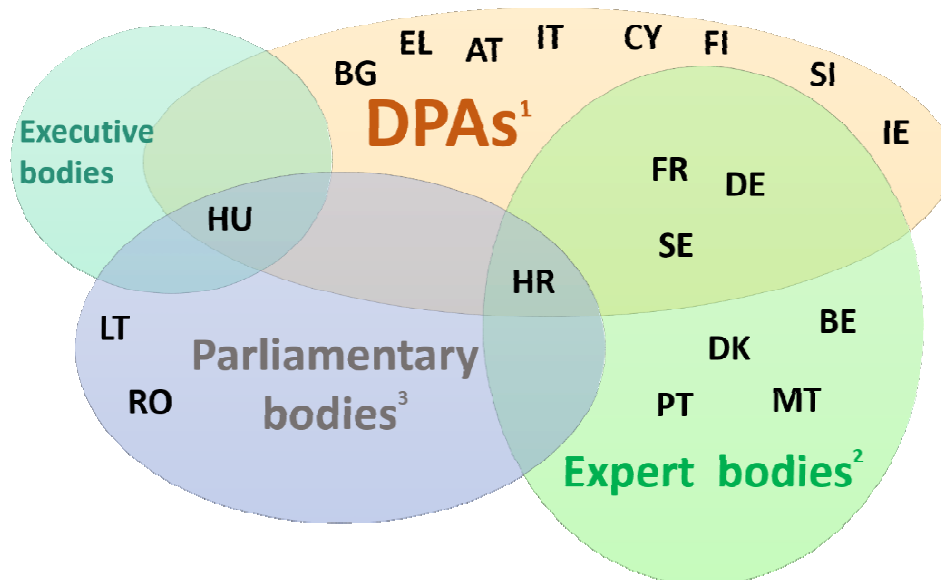 EL AT IT CY FI
BG SI
DPAs¹
IE
Executive
bodies
FR DE
HU
SE
HR
LT
BE
Parliamentary
bodies³
DK
RO
PT MT
Expert bodies²